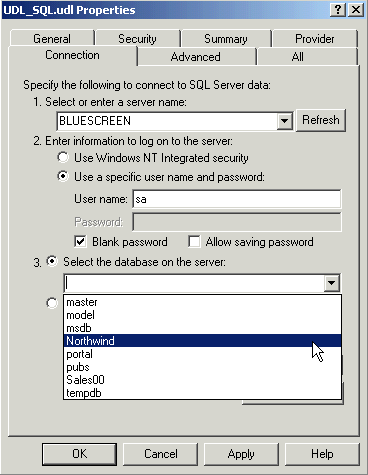 UDL_SQL.udl Properties
General Security Summary Provider
Connection Advanced All
Specify the following to connect to SQL Server data:
1. Select or enter a server name:
BLUESCREEN Refresh
2. Enter information to log on to the server:
Use Windows NT Integrated security
Use a specific user name and password:
User name: sa
Password:
Blank password Allow saving password
3. Select the database on the server:
master
model
msdb
Northwind
portal
pubs
Sales00
tempdb
OK Cancel Apply Help